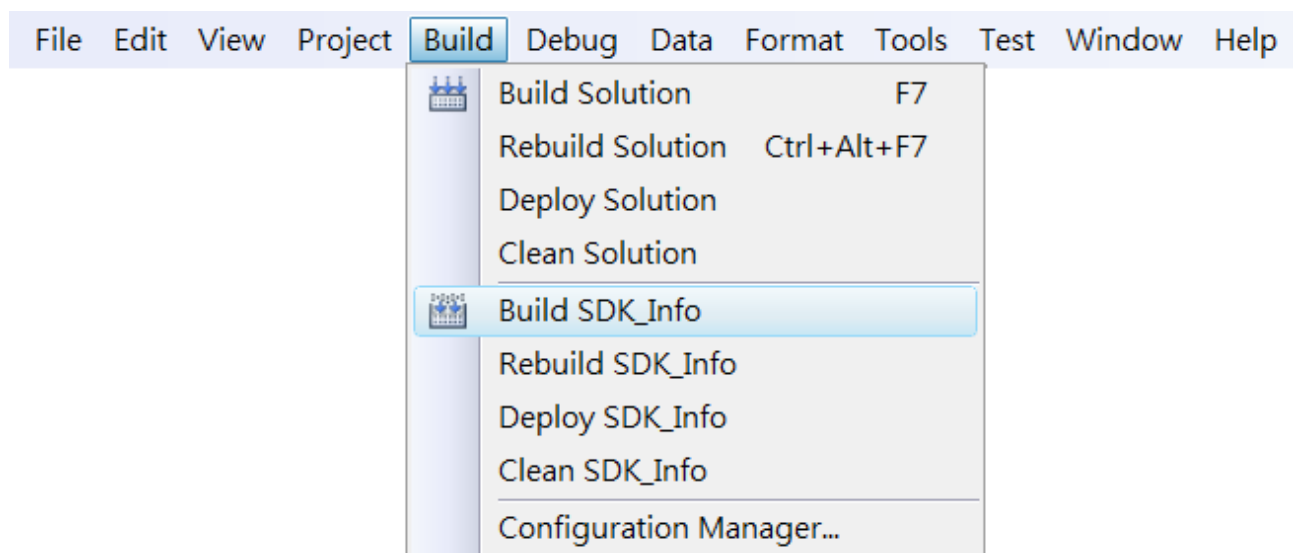 File Edit View Project Build Debug Data Format Tools Test Window Help
Build Solution F7
Rebuild Solution Ctrl+Alt+F7
Deploy Solution
Clean Solution
Build SDK_Info
Rebuild SDK_Info
Deploy SDK_Info
Clean SDK_Info
Configuration Manager...